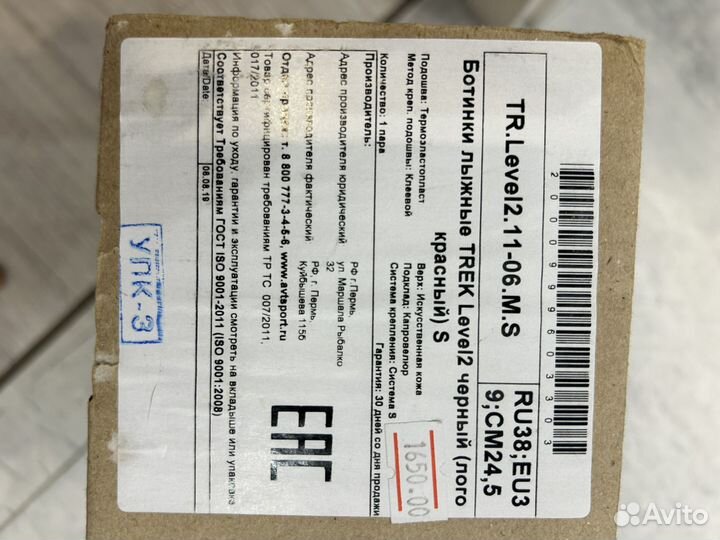 TR.Level2.11-06.M.S
RU38;EU3
9;CM24,5
Ботинки лыжные TREK Level2 черный (лого
красный) S
Подошва: Термоэластопласт
Метод креп. подошвы: Клеевой
Количество: 1 пара
Верх: Искусственная кожа
Подклад: Капровелюр
Система крепления: Система S
Гарантия: 30 дней со дня продажи
1650.00
Производитель:
Адрес производителя юридический
РФ, г.Пермь,
ул. Маршала Рыбалко
32
Адрес производителя фактический
РФ, г. Пермь,
Куйбышева 115б
т. 8 800 777-3-4-5-6, www.avtsport.ru
Товар сертифицирован требованиям ТР ТС 007/2011,
017/2011
Информация по уходу, гарантии и эксплуатации смотреть на вкладыше или упаковке
Соответствует Требованиям ГОСТ ISO 9001-2011 (ISO 9001:2008)
Дата/Date
08.08.19
EAC
УПК-3
Avito